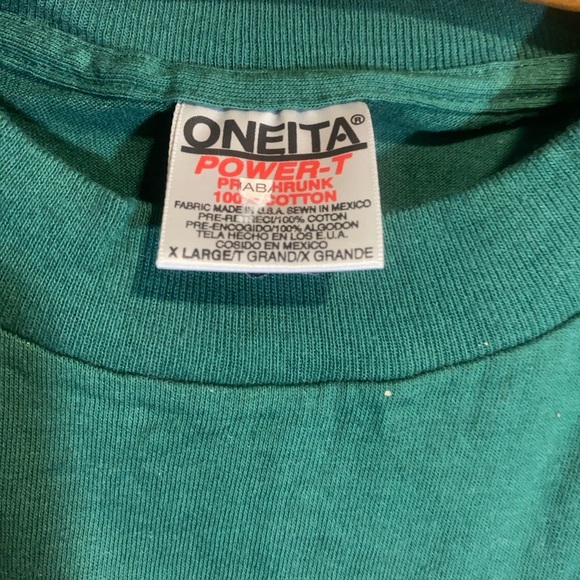 ONEITA®
POWER-T
AB
100% COTTON
FABRIC MADE IN U.S.A. SEWN IN MEXICO
PRE-RETRECI/100% COTON
PRE-ENCOGIDO/100% ALGODON
TELA HECHO EN LOS E.U.A.
COSIDO EN MEXICO
X LARGE/T GRAND/X GRANDE